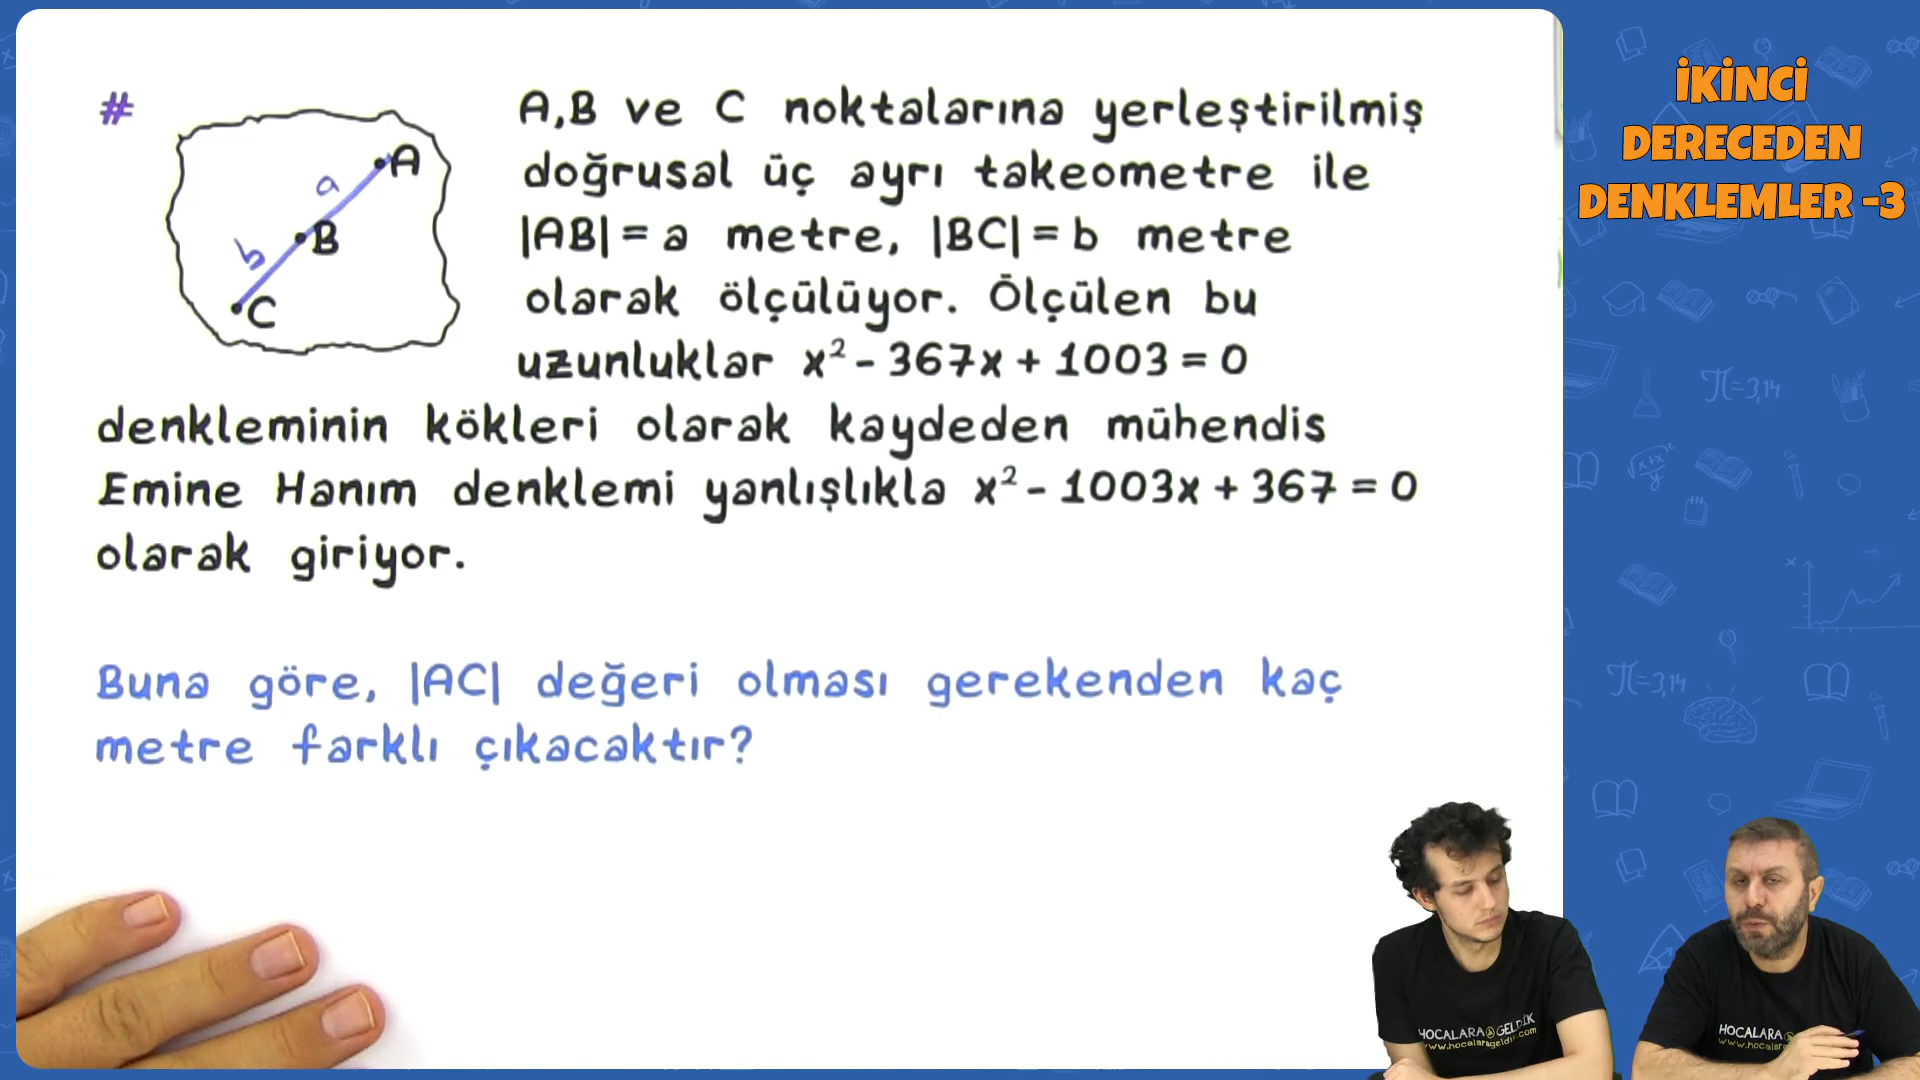 #
A
a
B
b
C
A,B ve C noktalarına yerleştirilmiş
doğrusal üç ayrı takeometre ile
|AB| = a metre, |BC| = b metre
olarak ölçülüyor. Ölçülen bu
uzunluklar x² - 367x + 1003 = 0
denkleminin kökleri olarak kaydeden mühendis
Emine Hanım denklemi yanlışlıkla x² - 1003x + 367 = 0
olarak giriyor.
Buna göre, |AC| değeri olması gerekenden kaç
metre farklı çıkacaktır?
İKİNCİ
DERECEDEN
DENKLEMLER -3
π=3,14
π=3,14
HOCALARA GELDİK
www.hocalarageldik.com
HOCALARA